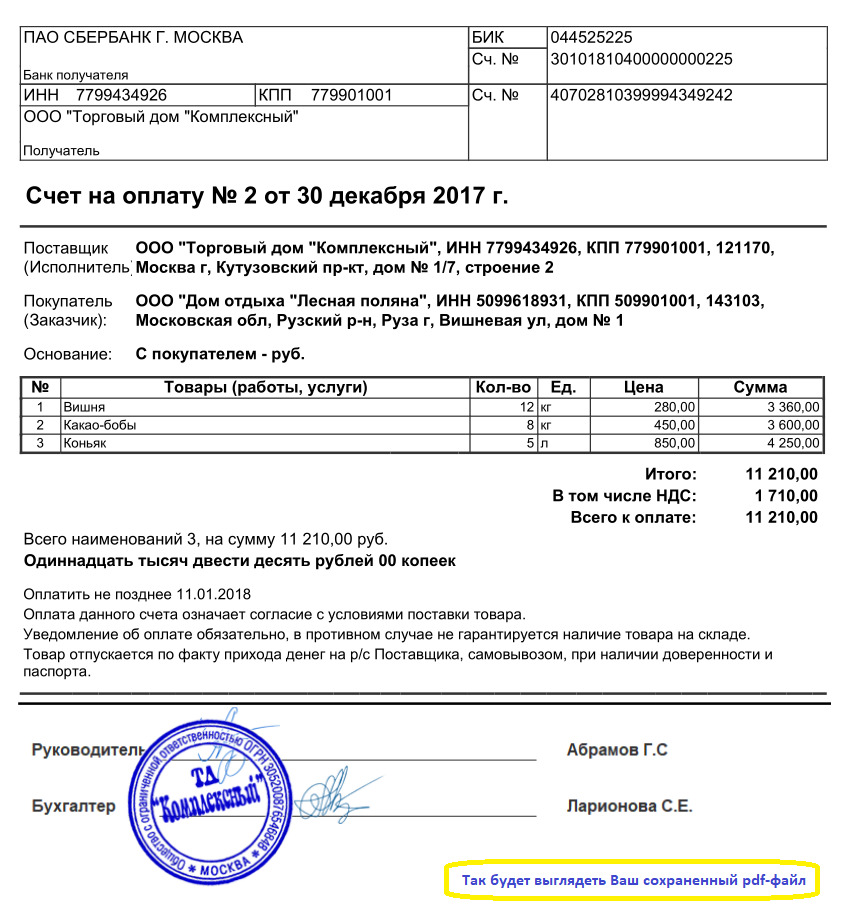 ПАО СБЕРБАНК Г. МОСКВА
БИК 044525225
Сч. № 30101810400000000225
Банк получателя
ИНН 7799434926 КПП 779901001 Сч. № 40702810399994349242
ООО "Торговый дом "Комплексный"
Получатель
Счет на оплату № 2 от 30 декабря 2017 г.
Поставщик (Исполнитель ООО "Торговый дом "Комплексный", ИНН 7799434926, КПП 779901001, 121170,
Москва г, Кутузовский пр-кт, дом № 1/7, строение 2
Покупатель (Заказчик): ООО "Дом отдыха "Лесная поляна", ИНН 5099618931, КПП 509901001, 143103,
Московская обл, Рузский р-н, Руза г, Вишневая ул, дом № 1
Основание: С покупателем - руб.
№ Товары (работы, услуги) Кол-во Ед. Цена Сумма
1 Вишня 12 кг 280,00 3 360,00
2 Какао-бобы 8 кг 450,00 3 600,00
3 Коньяк 5 л 850,00 4 250,00
Итого: 11 210,00
В том числе НДС: 1 710,00
Всего к оплате: 11 210,00
Всего наименований 3, на сумму 11 210,00 руб.
Одиннадцать тысяч двести десять рублей 00 копеек
Оплатить не позднее 11.01.2018
Оплата данного счета означает согласие с условиями поставки товара.
Уведомление об оплате обязательно, в противном случае не гарантируется наличие товара на складе.
Товар отпускается по факту прихода денег на р/с Поставщика, самовывозом, при наличии доверенности и
паспорта.
Руководитель Абрамов Г.С
Бухгалтер Ларионова С.Е.
Общество с ограниченной ответственностью ОГРН 305200876546848
ТД
"Комплексный"
* МОСКВА *
Так будет выглядеть Ваш сохраненный pdf-файл